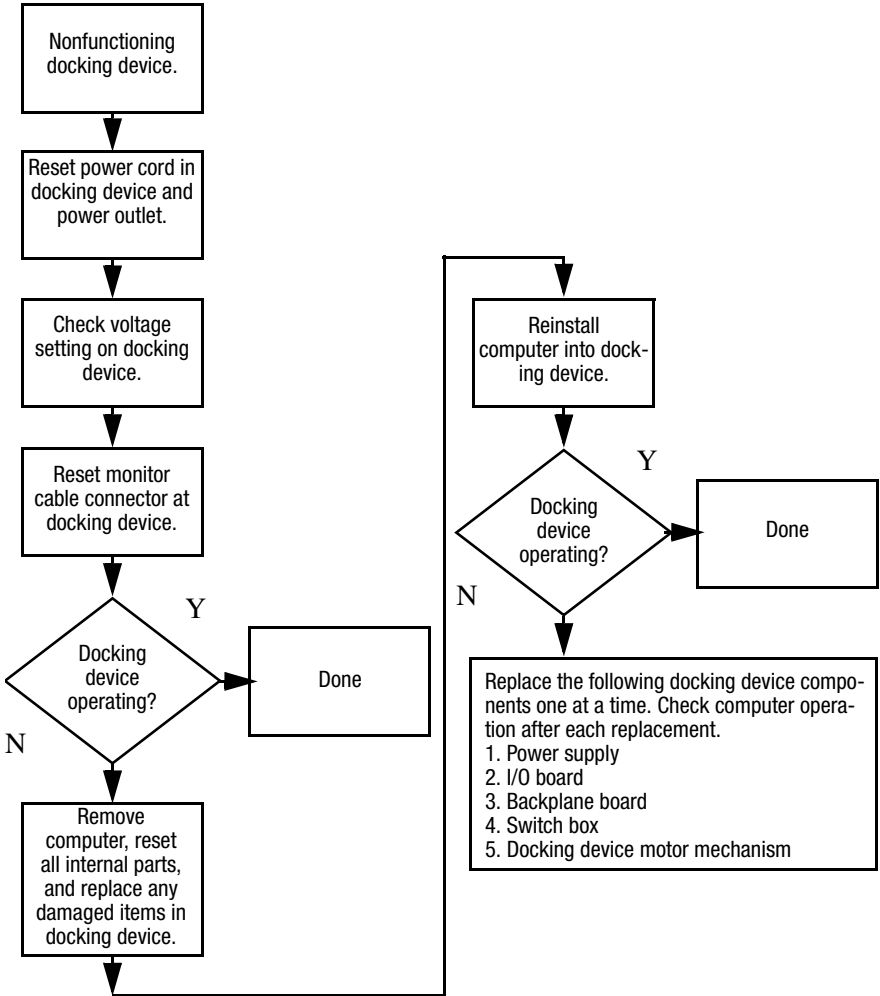 Nonfunctioning
docking device.
Reset power cord in
docking device and
power outlet.
Check voltage
setting on docking
device.
Reset monitor
cable connector at
docking device.
Y
Docking
device
operating?
Done
N
Remove
computer, reset
all internal parts,
and replace any
damaged items in
docking device.
Reinstall
computer into dock-
ing device.
Y
Docking
device
operating?
Done
N
Replace the following docking device compo-
nents one at a time. Check computer opera-
tion after each replacement.
1. Power supply
2. I/O board
3. Backplane board
4. Switch box
5. Docking device motor mechanism